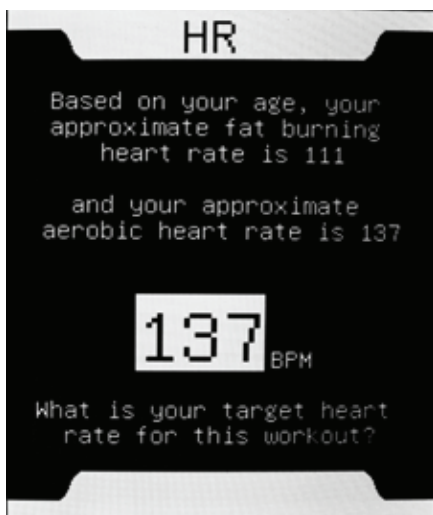 HR
Based on your age, your
approximate fat burning
heart rate is 111
and your approximate
aerobic heart rate is 137
137 BPM
What is your target heart
rate for this workout?